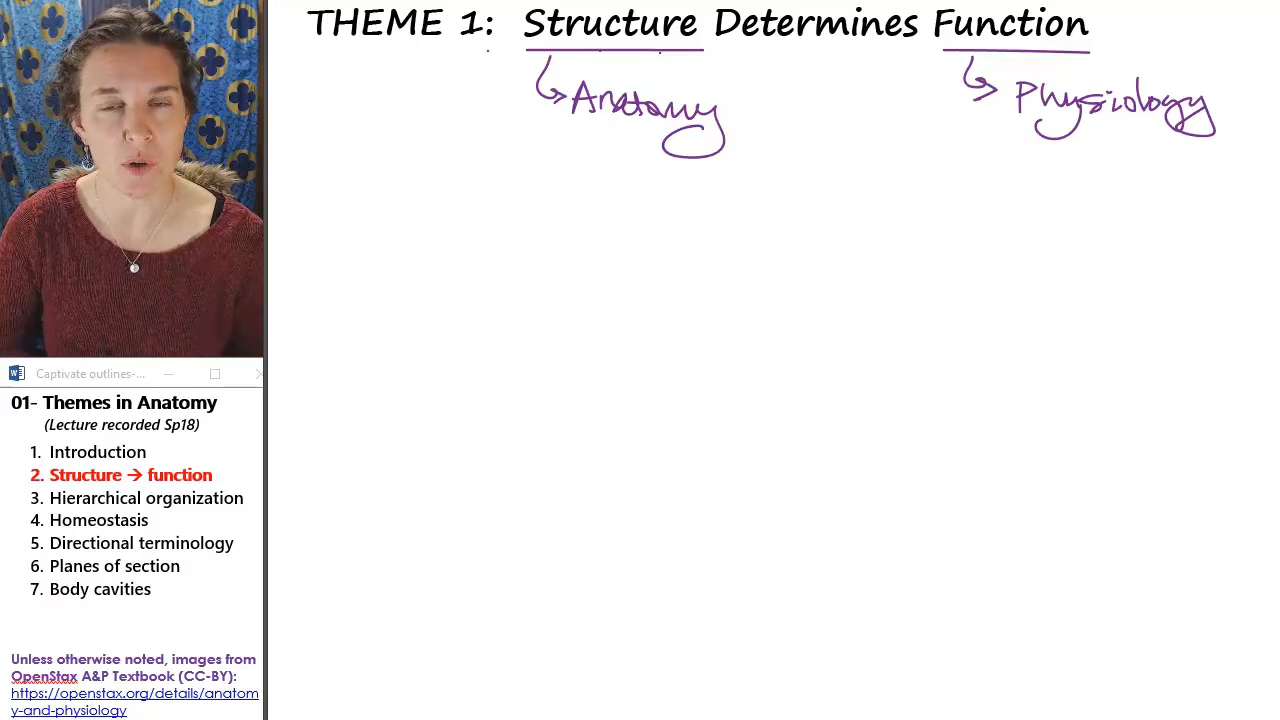 THEME 1: Structure Determines Function
Anatomy
Physiology
Captivate outlines-...
01- Themes in Anatomy
(Lecture recorded Sp18)
1. Introduction
2. Structure → function
3. Hierarchical organization
4. Homeostasis
5. Directional terminology
6. Planes of section
7. Body cavities
Unless otherwise noted, images from
OpenStax A&P Textbook (CC-BY):
https://openstax.org/details/anatom
y-and-physiology